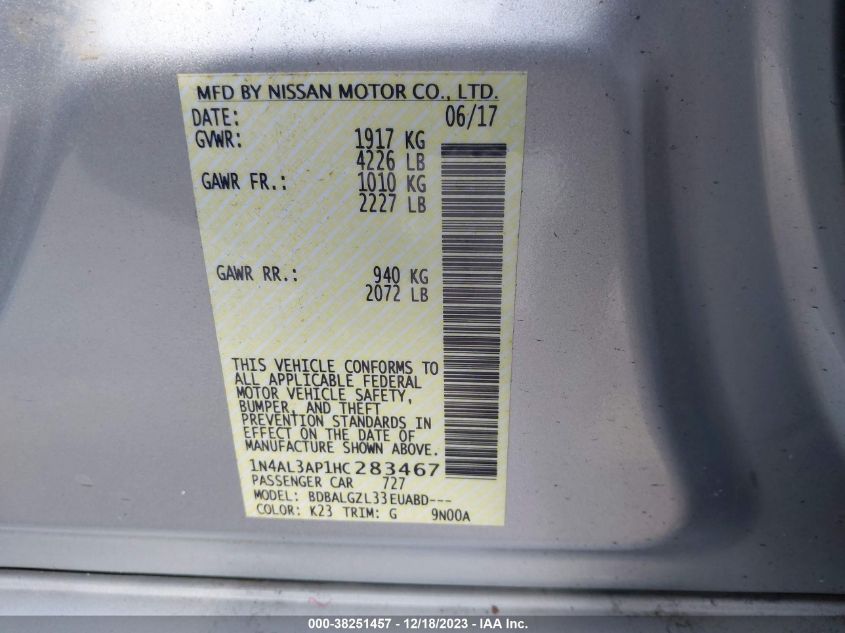 MFD BY NISSAN MOTOR CO., LTD.
DATE: 06/17
GVWR: 1917 KG
4226 LB
GAWR FR.: 1010 KG
2227 LB
GAWR RR.: 940 KG
2072 LB
THIS VEHICLE CONFORMS TO
ALL APPLICABLE FEDERAL
MOTOR VEHICLE SAFETY,
BUMPER, AND THEFT
PREVENTION STANDARDS IN
EFFECT ON THE DATE OF
MANUFACTURE SHOWN ABOVE.
1N4AL3AP1HC283467
PASSENGER CAR 727
MODEL: BDBALGZL33EUABD---
COLOR: K23 TRIM: G 9N00A
000-38251457 - 12/18/2023 - IAA Inc.